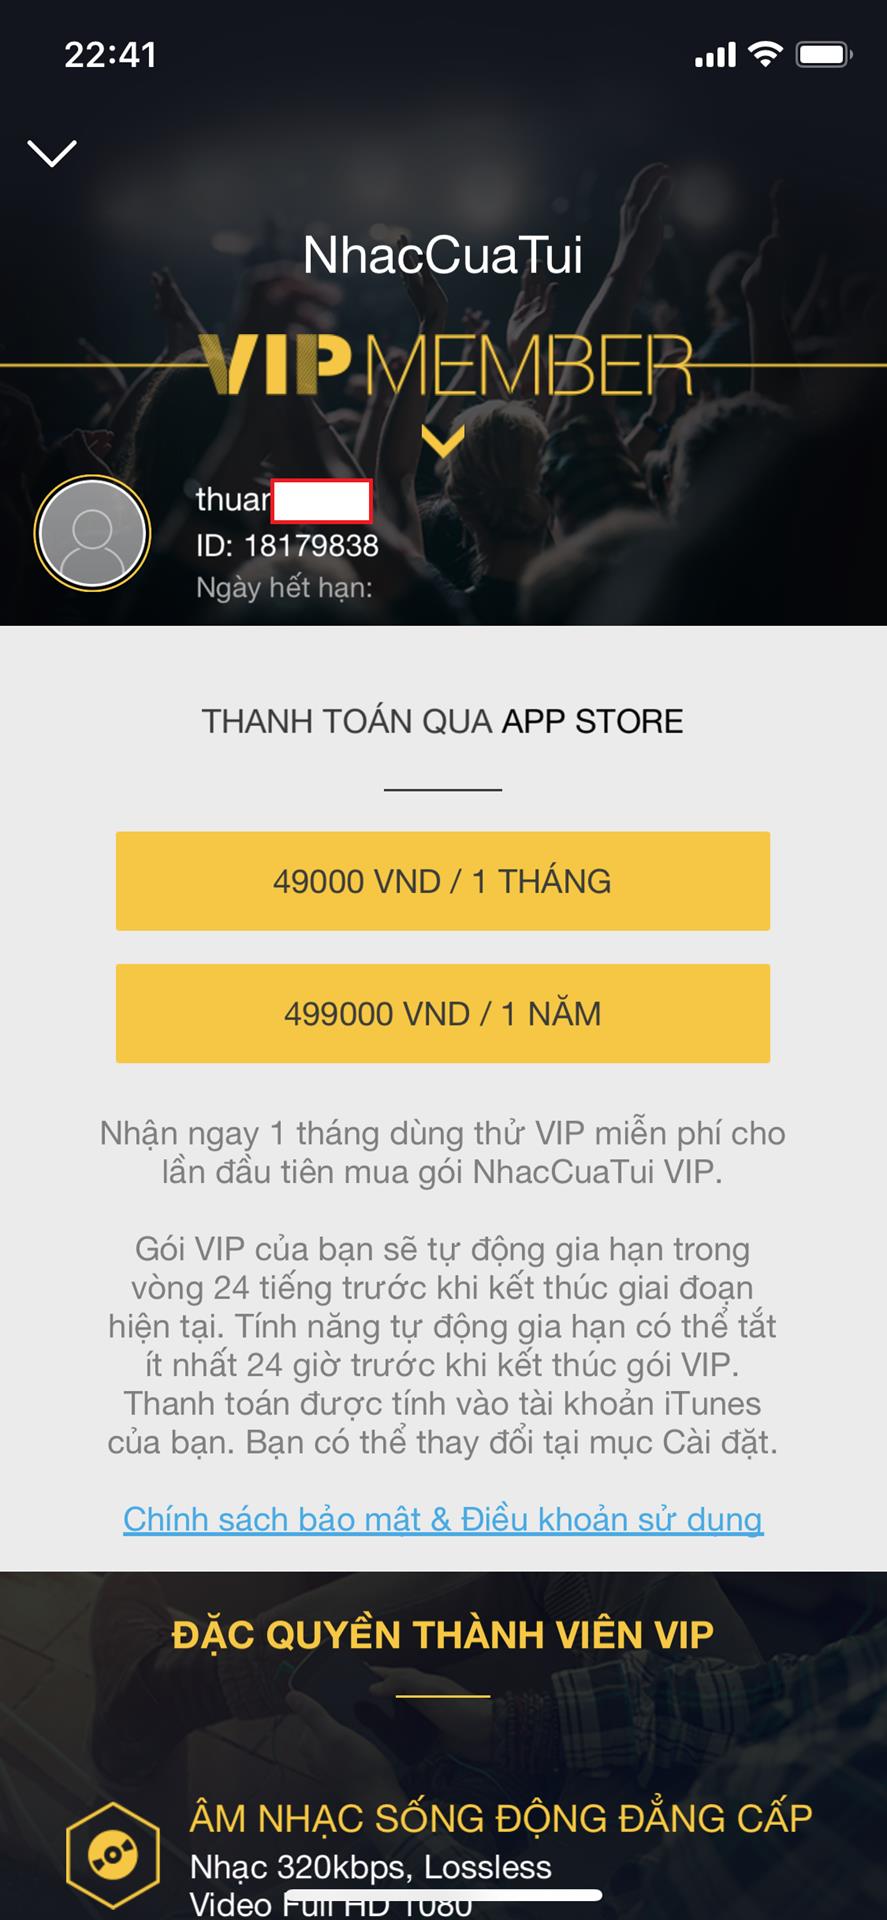 22:41
NhacCuaTui
VIP MEMBER
thuan
ID: 18179838
Ngày hết hạn:
THANH TOÁN QUA APP STORE
49000 VND / 1 THÁNG
499000 VND / 1 NĂM
Nhận ngay 1 tháng dùng thử VIP miễn phí cho
lần đầu tiên mua gói NhacCuaTui VIP.
Gói VIP của bạn sẽ tự động gia hạn trong
vòng 24 tiếng trước khi kết thúc giai đoạn
hiện tại. Tính năng tự động gia hạn có thể tắt
ít nhất 24 giờ trước khi kết thúc gói VIP.
Thanh toán được tính vào tài khoản iTunes
của bạn. Bạn có thể thay đổi tại mục Cài đặt.
Chính sách bảo mật & Điều khoản sử dụng
ĐẶC QUYỀN THÀNH VIÊN VIP
ÂM NHẠC SỐNG ĐỘNG ĐẲNG CẤP
Nhạc 320kbps, Lossless
Video Full HD 1080